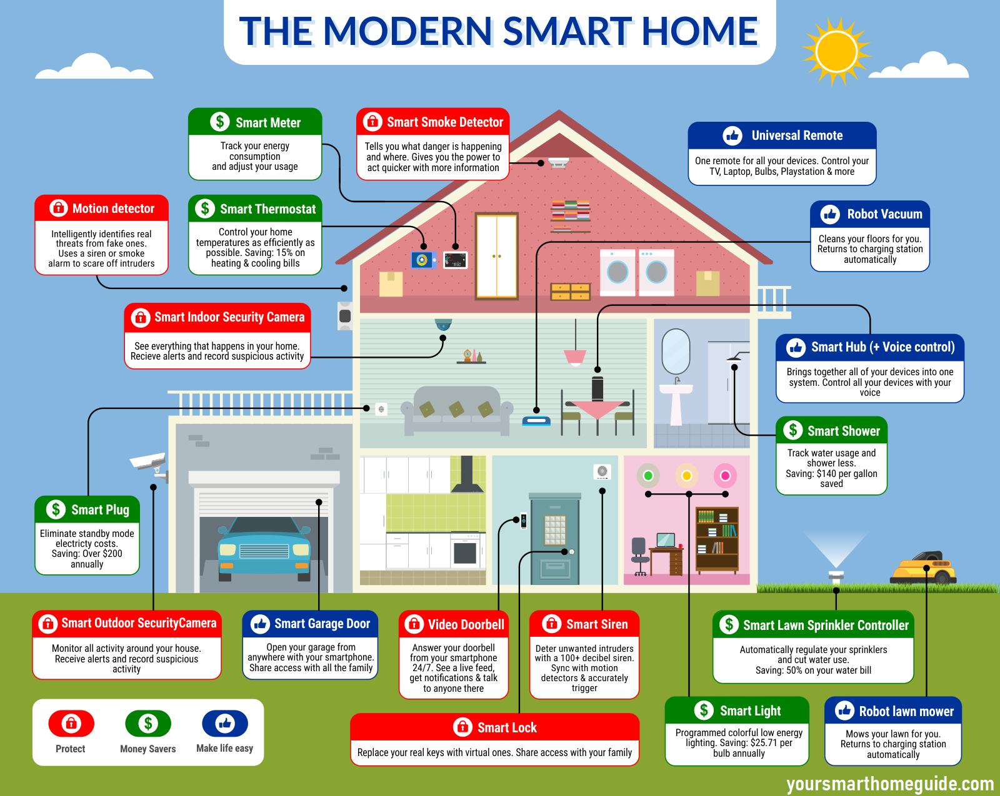 THE MODERN SMART HOME
Smart Meter
Track your energy
consumption
and adjust your usage
Smart Smoke Detector
Tells you what danger is happening
and where. Gives you the power to
act quicker with more information
Universal Remote
One remote for all your devices. Control your
TV, Laptop, Bulbs, Playstation & more
Motion detector
Intelligently identifies real
threats from fake ones.
Uses a siren or smoke
alarm to scare off intruders
Smart Thermostat
Control your home
temperatures as efficiently as
possible. Saving: 15% on
heating & cooling bills
Robot Vacuum
Cleans your floors for you.
Returns to charging station
automatically
Smart Indoor Security Camera
See everything that happens in your home.
Recieve alerts and record suspicious activity
Smart Hub (+ Voice control)
Brings together all of your devices into one
system. Control all your devices with your
voice
Smart Shower
Track water usage and
shower less.
Saving: $140 per gallon
saved
Smart Plug
Eliminate standby mode
electricty costs.
Saving: Over $200
annually
Smart Outdoor SecurityCamera
Monitor all activity around your house.
Receive alerts and record suspicious
activity
Smart Garage Door
Open your garage from
anywhere with your smartphone.
Share access with all the family
Video Doorbell
Answer your doorbell
from your smartphone
24/7. See a live feed,
get notifications & talk
to anyone there
Smart Siren
Deter unwanted intruders
with a 100+ decibel siren.
Sync with motion
detectors & accurately
trigger
Smart Lawn Sprinkler Controller
Automatically regulate your sprinklers
and cut water use.
Saving: 50% on your water bill
Smart Lock
Replace your real keys with virtual ones. Share access with your family
Smart Light
Programmed colorful low energy
lighting. Saving: $25.71 per
bulb annually
Robot lawn mower
Mows your lawn for you.
Returns to charging station
automatically
Protect
Money Savers
Make life easy
yoursmarthomeguide.com